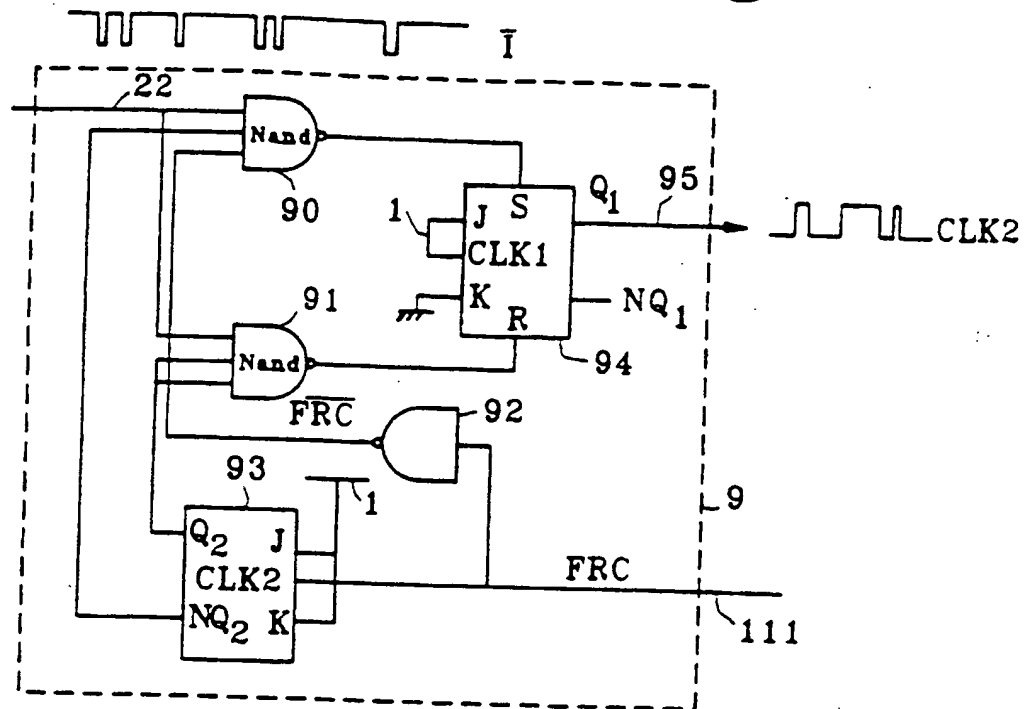 Ī
22
Nand
90
Q1
95
S
J
1
CLK1
CLK2
K
NQ1
R
91
94
Nand
F̅R̅C̅
92
93
1
9
Q2
J
CLK2
FRC
NQ2
K
111